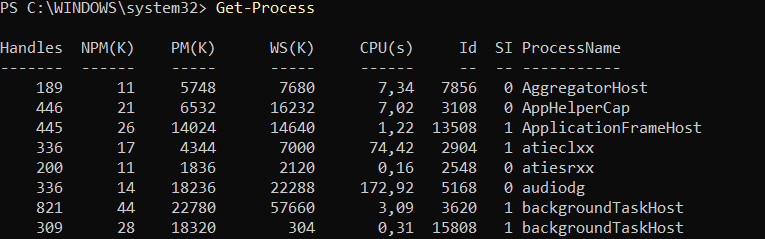 PS C:\WINDOWS\system32> Get-Process
Handles NPM(K) PM(K) WS(K) CPU(s) Id SI ProcessName
------- ------ ----- ----- ------ -- -- -----------
189 11 5748 7680 7,34 7856 0 AggregatorHost
446 21 6532 16232 7,02 3108 0 AppHelperCap
445 26 14024 14640 1,22 13508 1 ApplicationFrameHost
336 17 4344 7000 74,42 2904 1 atieclxx
200 11 1836 2120 0,16 2548 0 atiesrxx
336 14 18236 22288 172,92 5168 0 audiodg
821 44 22780 57660 3,09 3620 1 backgroundTaskHost
309 28 18320 304 0,31 15808 1 backgroundTaskHost